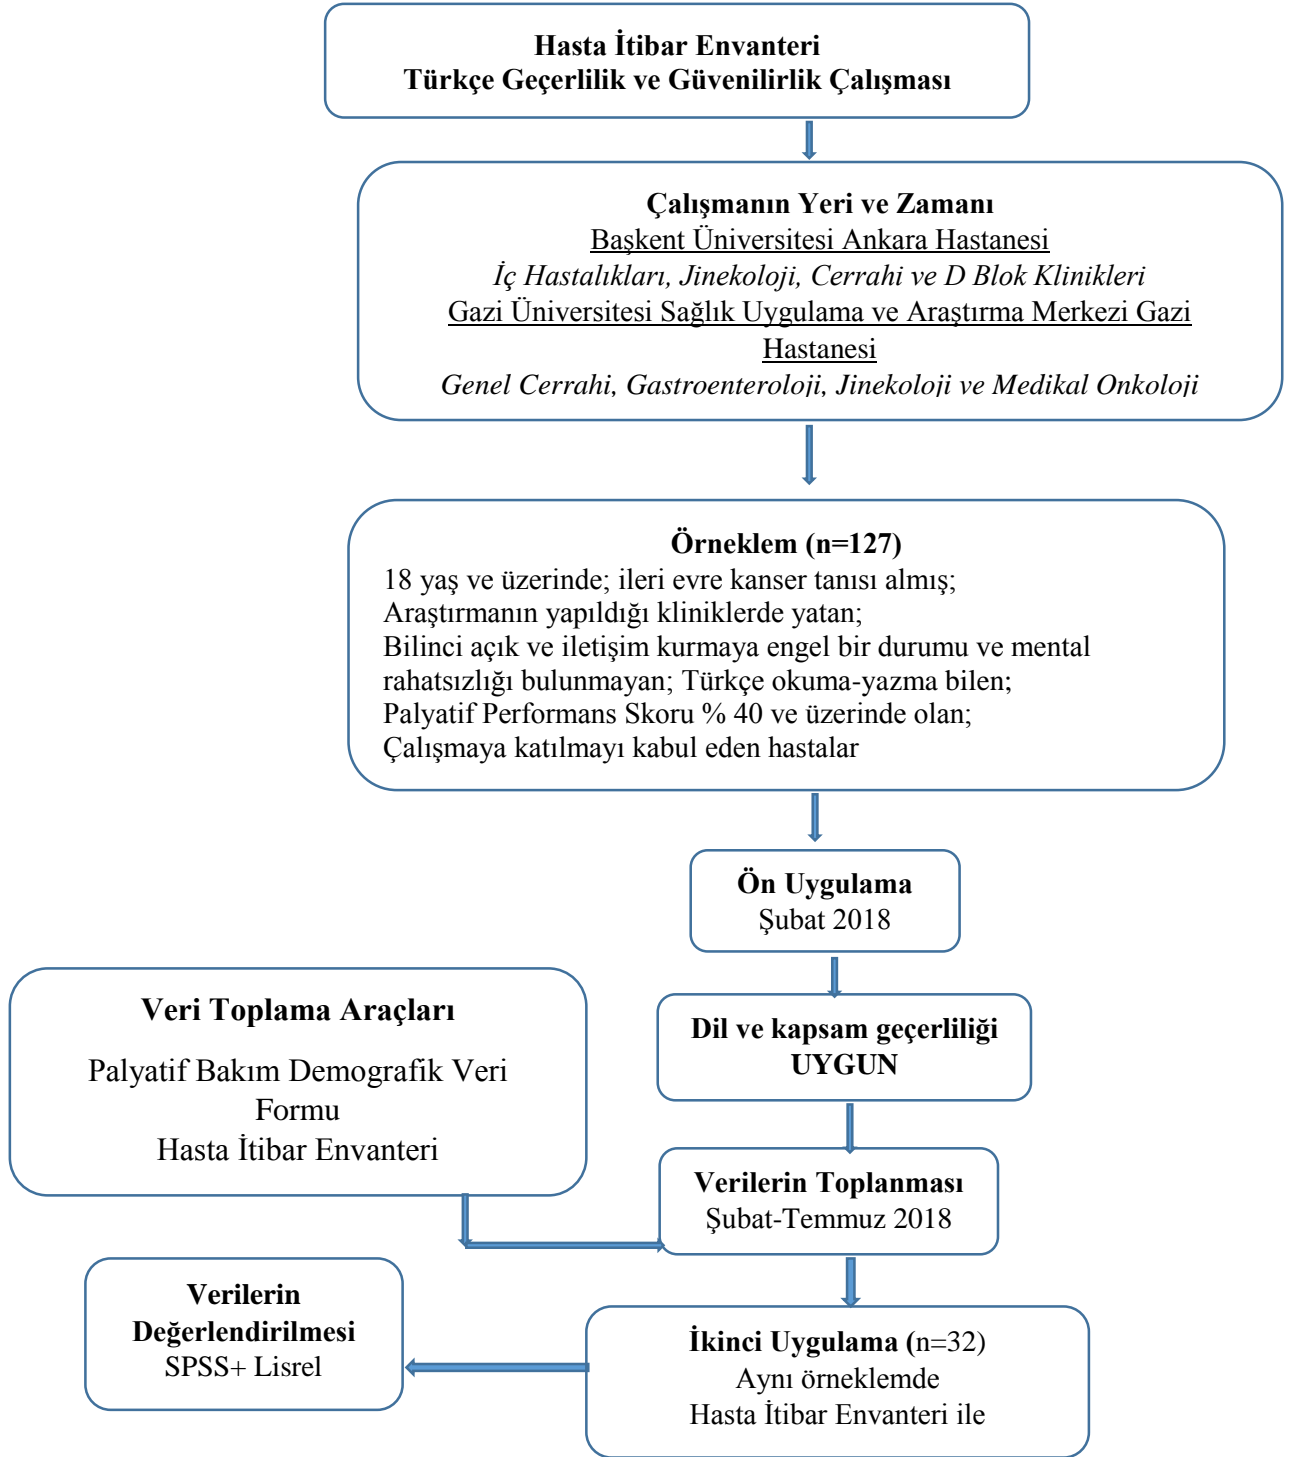 Hasta İtibar Envanteri
Türkçe Geçerlilik ve Güvenilirlik Çalışması
Çalışmanın Yeri ve Zamanı
Başkent Üniversitesi Ankara Hastanesi
İç Hastalıkları, Jinekoloji, Cerrahi ve D Blok Klinikleri
Gazi Üniversitesi Sağlık Uygulama ve Araştırma Merkezi Gazi
Hastanesi
Genel Cerrahi, Gastroenteroloji, Jinekoloji ve Medikal Onkoloji
Örneklem (n=127)
18 yaş ve üzerinde; ileri evre kanser tanısı almış;
Araştırmanın yapıldığı kliniklerde yatan;
Bilinci açık ve iletişim kurmaya engel bir durumu ve mental
rahatsızlığı bulunmayan; Türkçe okuma-yazma bilen;
Palyatif Performans Skoru % 40 ve üzerinde olan;
Çalışmaya katılmayı kabul eden hastalar
Ön Uygulama
Şubat 2018
Dil ve kapsam geçerliliği
UYGUN
Veri Toplama Araçları
Palyatif Bakım Demografik Veri
Formu
Hasta İtibar Envanteri
Verilerin Toplanması
Şubat-Temmuz 2018
İkinci Uygulama (n=32)
Aynı örneklemde
Hasta İtibar Envanteri ile
Verilerin
Değerlendirilmesi
SPSS+ Lisrel